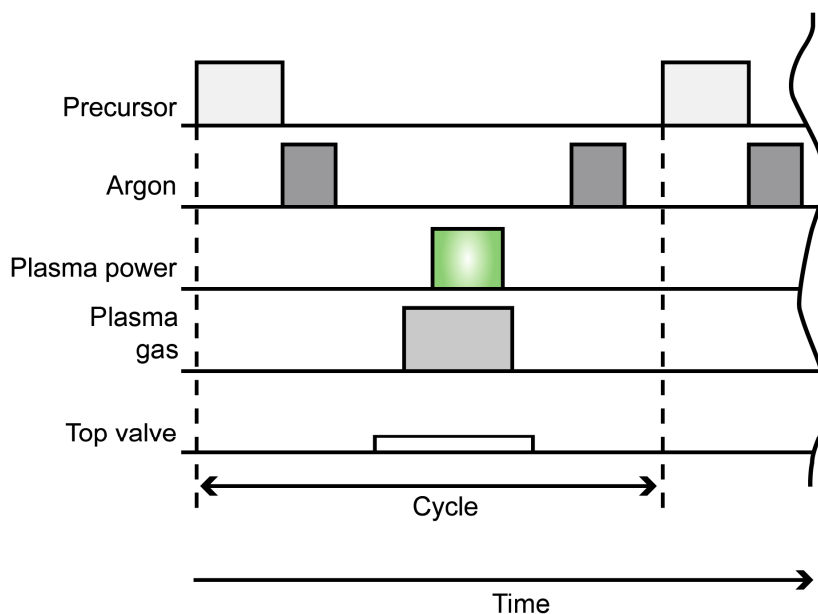 Precursor
Argon
Plasma power
Plasma
gas
Top valve
Cycle
Time